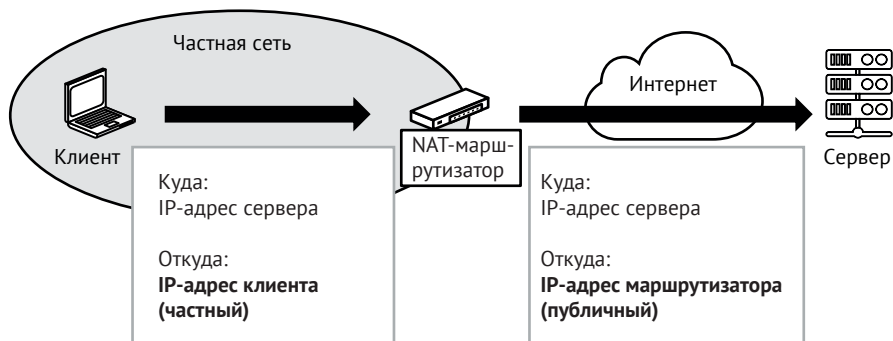 Частная сеть
Клиент
NAT-марш-
рутизатор
Интернет
Сервер
Куда:
IP-адрес сервера
Откуда:
IP-адрес клиента
(частный)
Куда:
IP-адрес сервера
Откуда:
IP-адрес маршрутизатора
(публичный)